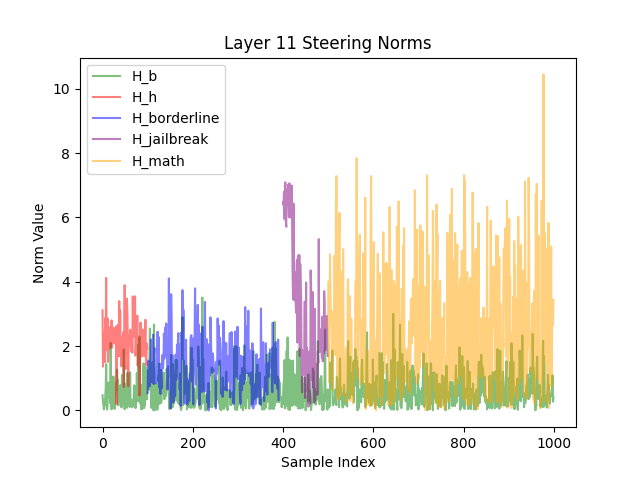 Layer 11 Steering Norms
H_b
H_h
H_borderline
H_jailbreak
H_math
Norm Value
10
8
6
4
2
0
0 200 400 600 800 1000
Sample Index